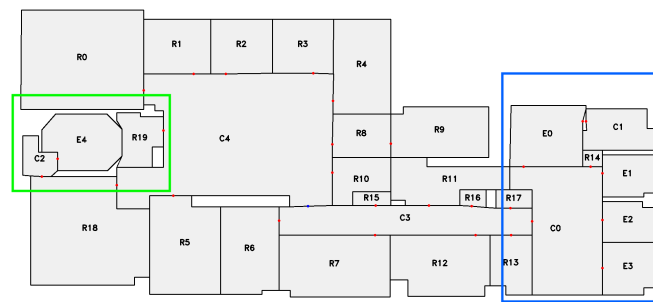 R1 R2 R3
R0
R4
E4 R19 C4 R8 R9 E0 C1
C2 R14
R10 R11 E1
R15 R16 R17
R18 C3 C0 E2
R5 R6 R7 R12 R13 E3